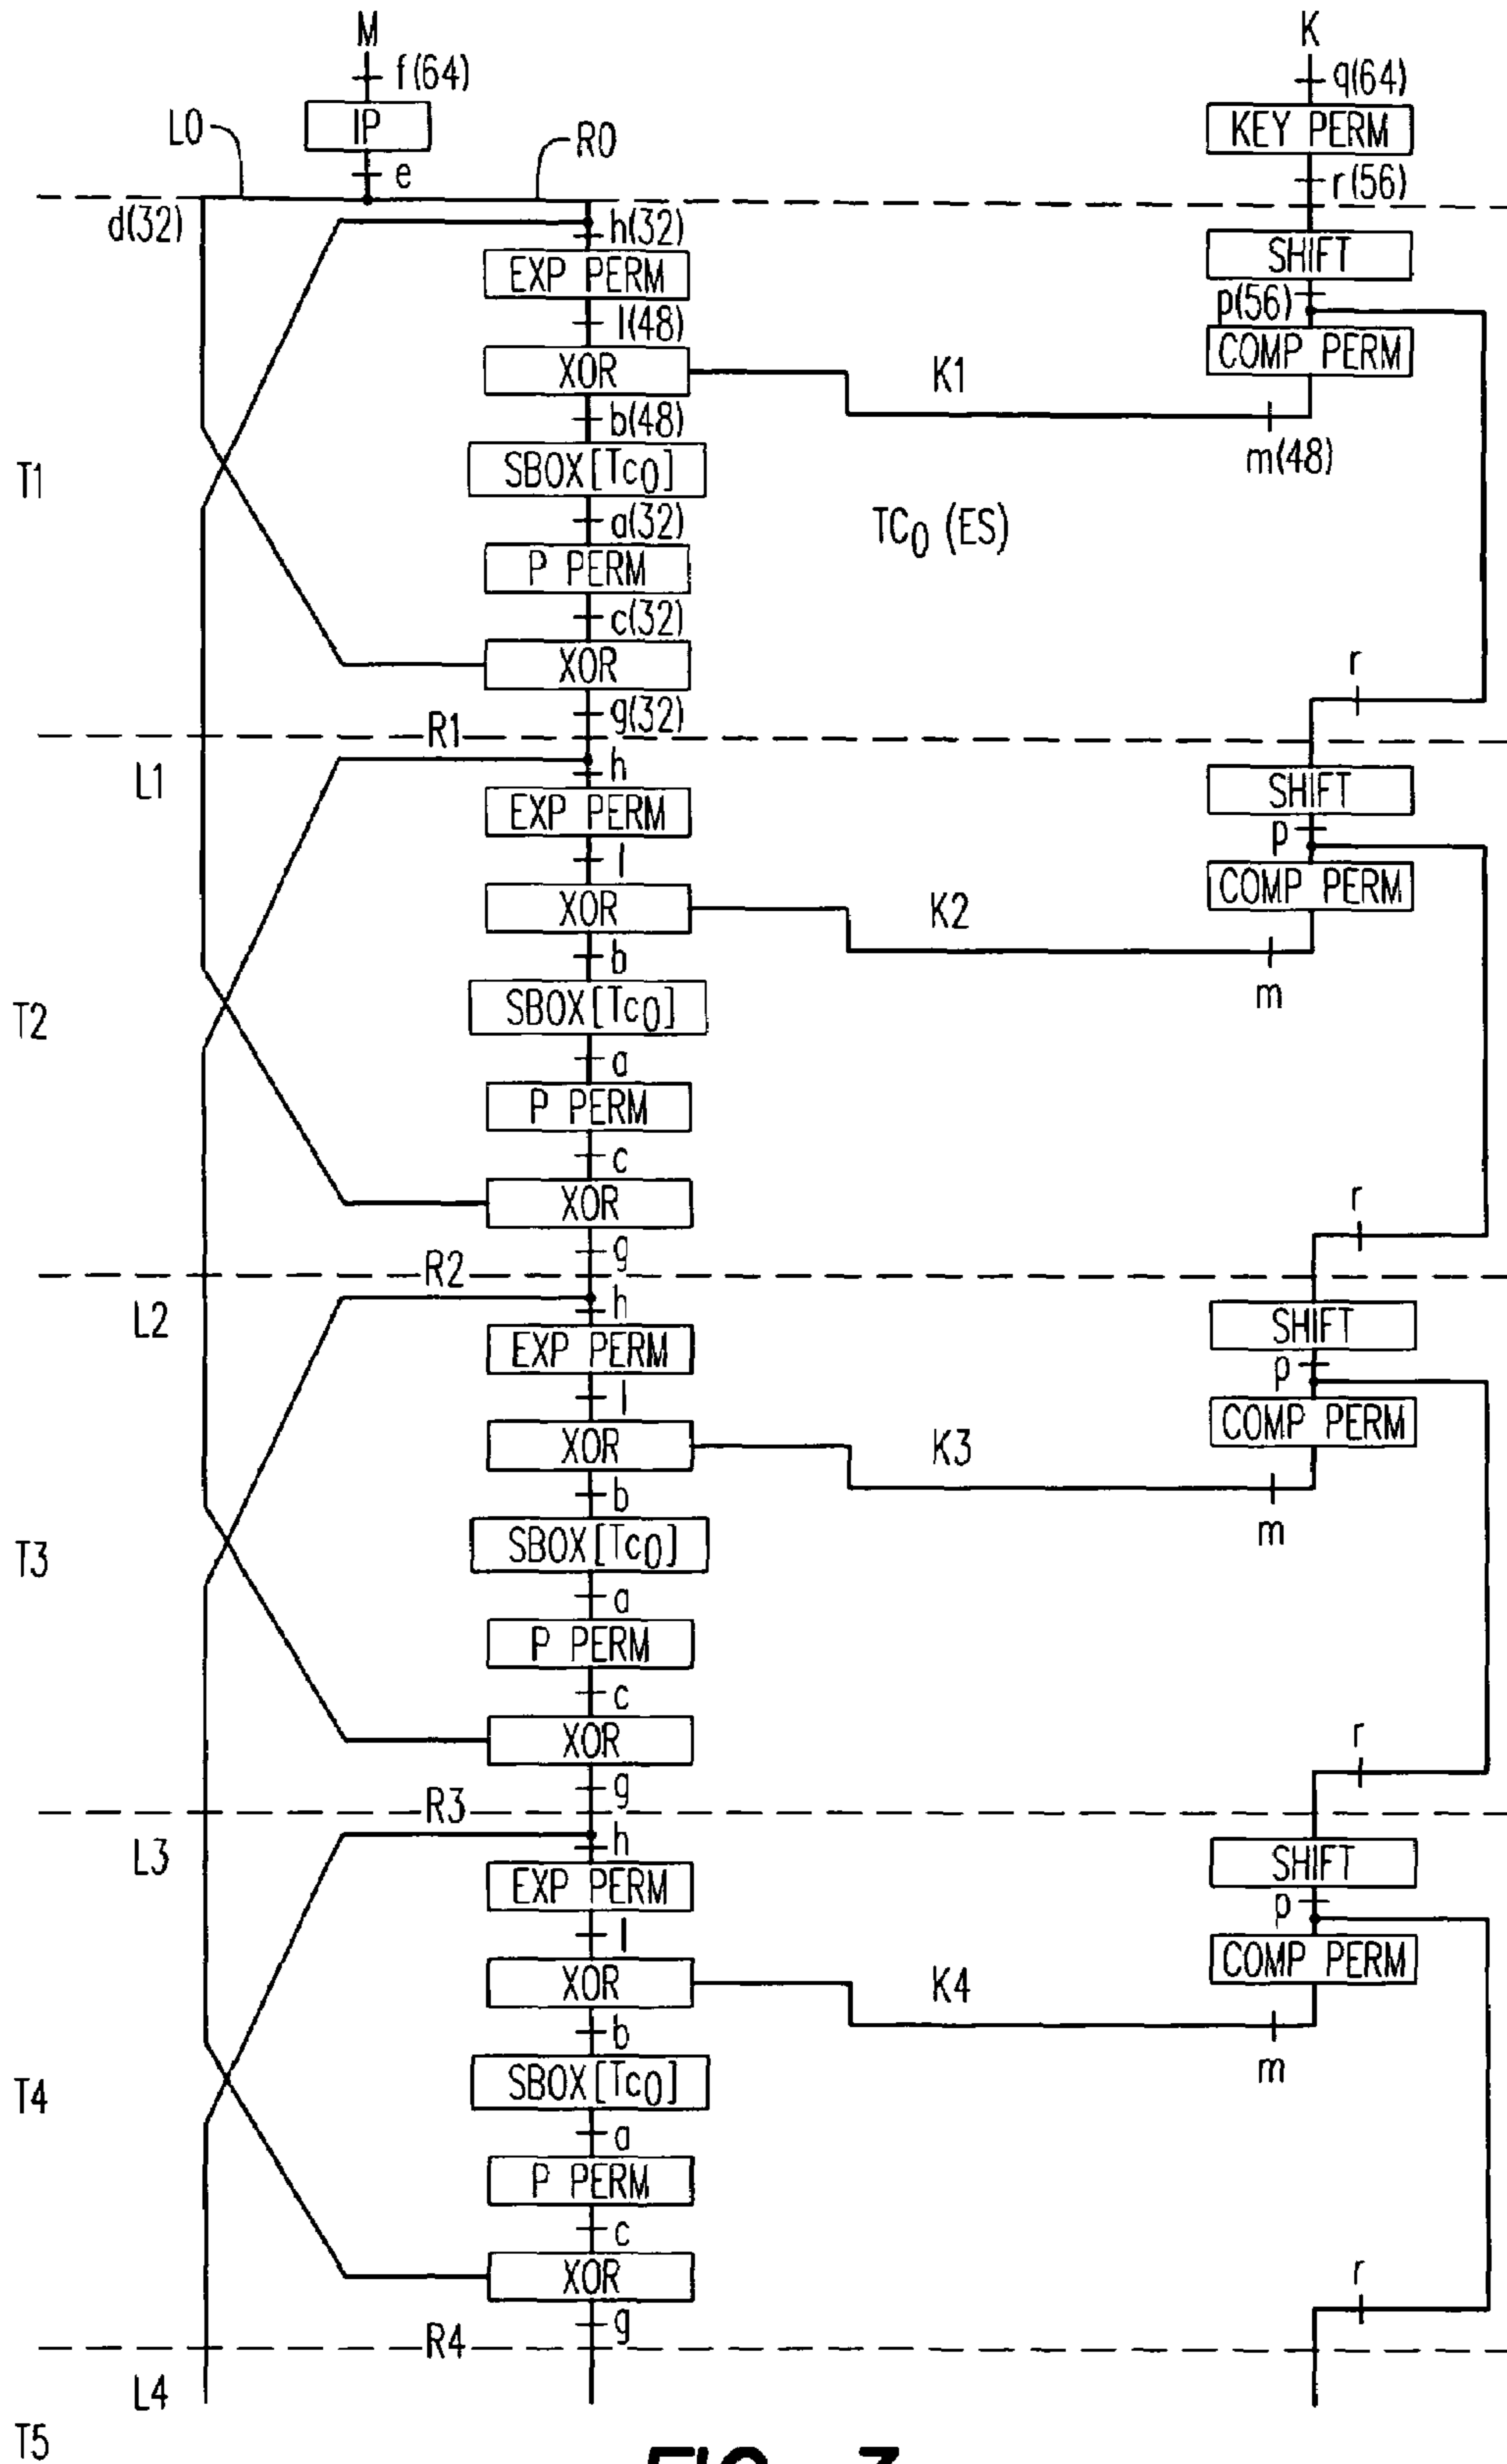 M K
f(64) q(64)
L0 IP R0 KEY PERM
e r(56)
d(32) h(32) SHIFT
EXP PERM p(56)
l(48) COMP PERM
XOR K1
b(48) m(48)
T1 SBOX[Tc0]
a(32) TC0 (ES)
P PERM
c(32)
XOR r
g(32)
R1
L1 h SHIFT
EXP PERM p
l COMP PERM
XOR K2
b m
T2 SBOX[Tc0]
a
P PERM
c
XOR r
g
R2
L2 h SHIFT
EXP PERM p
l COMP PERM
XOR K3
b m
T3 SBOX[Tc0]
a
P PERM
c
XOR r
g
R3
L3 h SHIFT
EXP PERM p
l COMP PERM
XOR K4
b m
T4 SBOX[Tc0]
a
P PERM
c
XOR r
g
R4
L4
T5